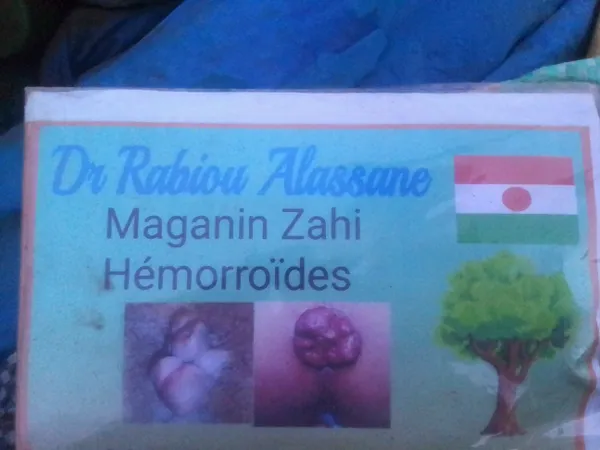 Dr Rabiou Alassane
Maganin Zahi
Hémorroïdes